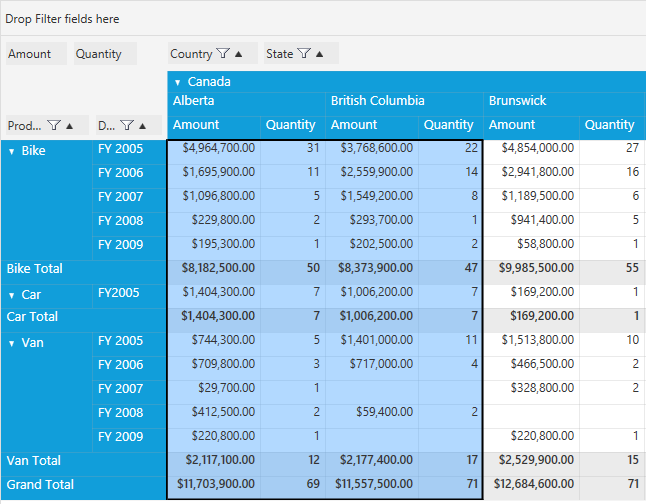 Drop Filter fields here
Amount Quantity Country State
Canada
Alberta British Columbia Brunswick
Prod... D... Amount Quantity Amount Quantity Amount Quantity
Bike FY 2005 $4,964,700.00 31 $3,768,600.00 22 $4,854,000.00 27
FY 2006 $1,695,900.00 11 $2,559,900.00 14 $2,941,800.00 16
FY 2007 $1,096,800.00 5 $1,549,200.00 8 $1,189,500.00 6
FY 2008 $229,800.00 2 $293,700.00 1 $941,400.00 5
FY 2009 $195,300.00 1 $202,500.00 2 $58,800.00 1
Bike Total $8,182,500.00 50 $8,373,900.00 47 $9,985,500.00 55
Car FY2005 $1,404,300.00 7 $1,006,200.00 7 $169,200.00 1
Car Total $1,404,300.00 7 $1,006,200.00 7 $169,200.00 1
Van FY 2005 $744,300.00 5 $1,401,000.00 11 $1,513,800.00 10
FY 2006 $709,800.00 3 $717,000.00 4 $466,500.00 2
FY 2007 $29,700.00 1 $328,800.00 2
FY 2008 $412,500.00 2 $59,400.00 2
FY 2009 $220,800.00 1 $220,800.00 1
Van Total $2,117,100.00 12 $2,177,400.00 17 $2,529,900.00 15
Grand Total $11,703,900.00 69 $11,557,500.00 71 $12,684,600.00 71